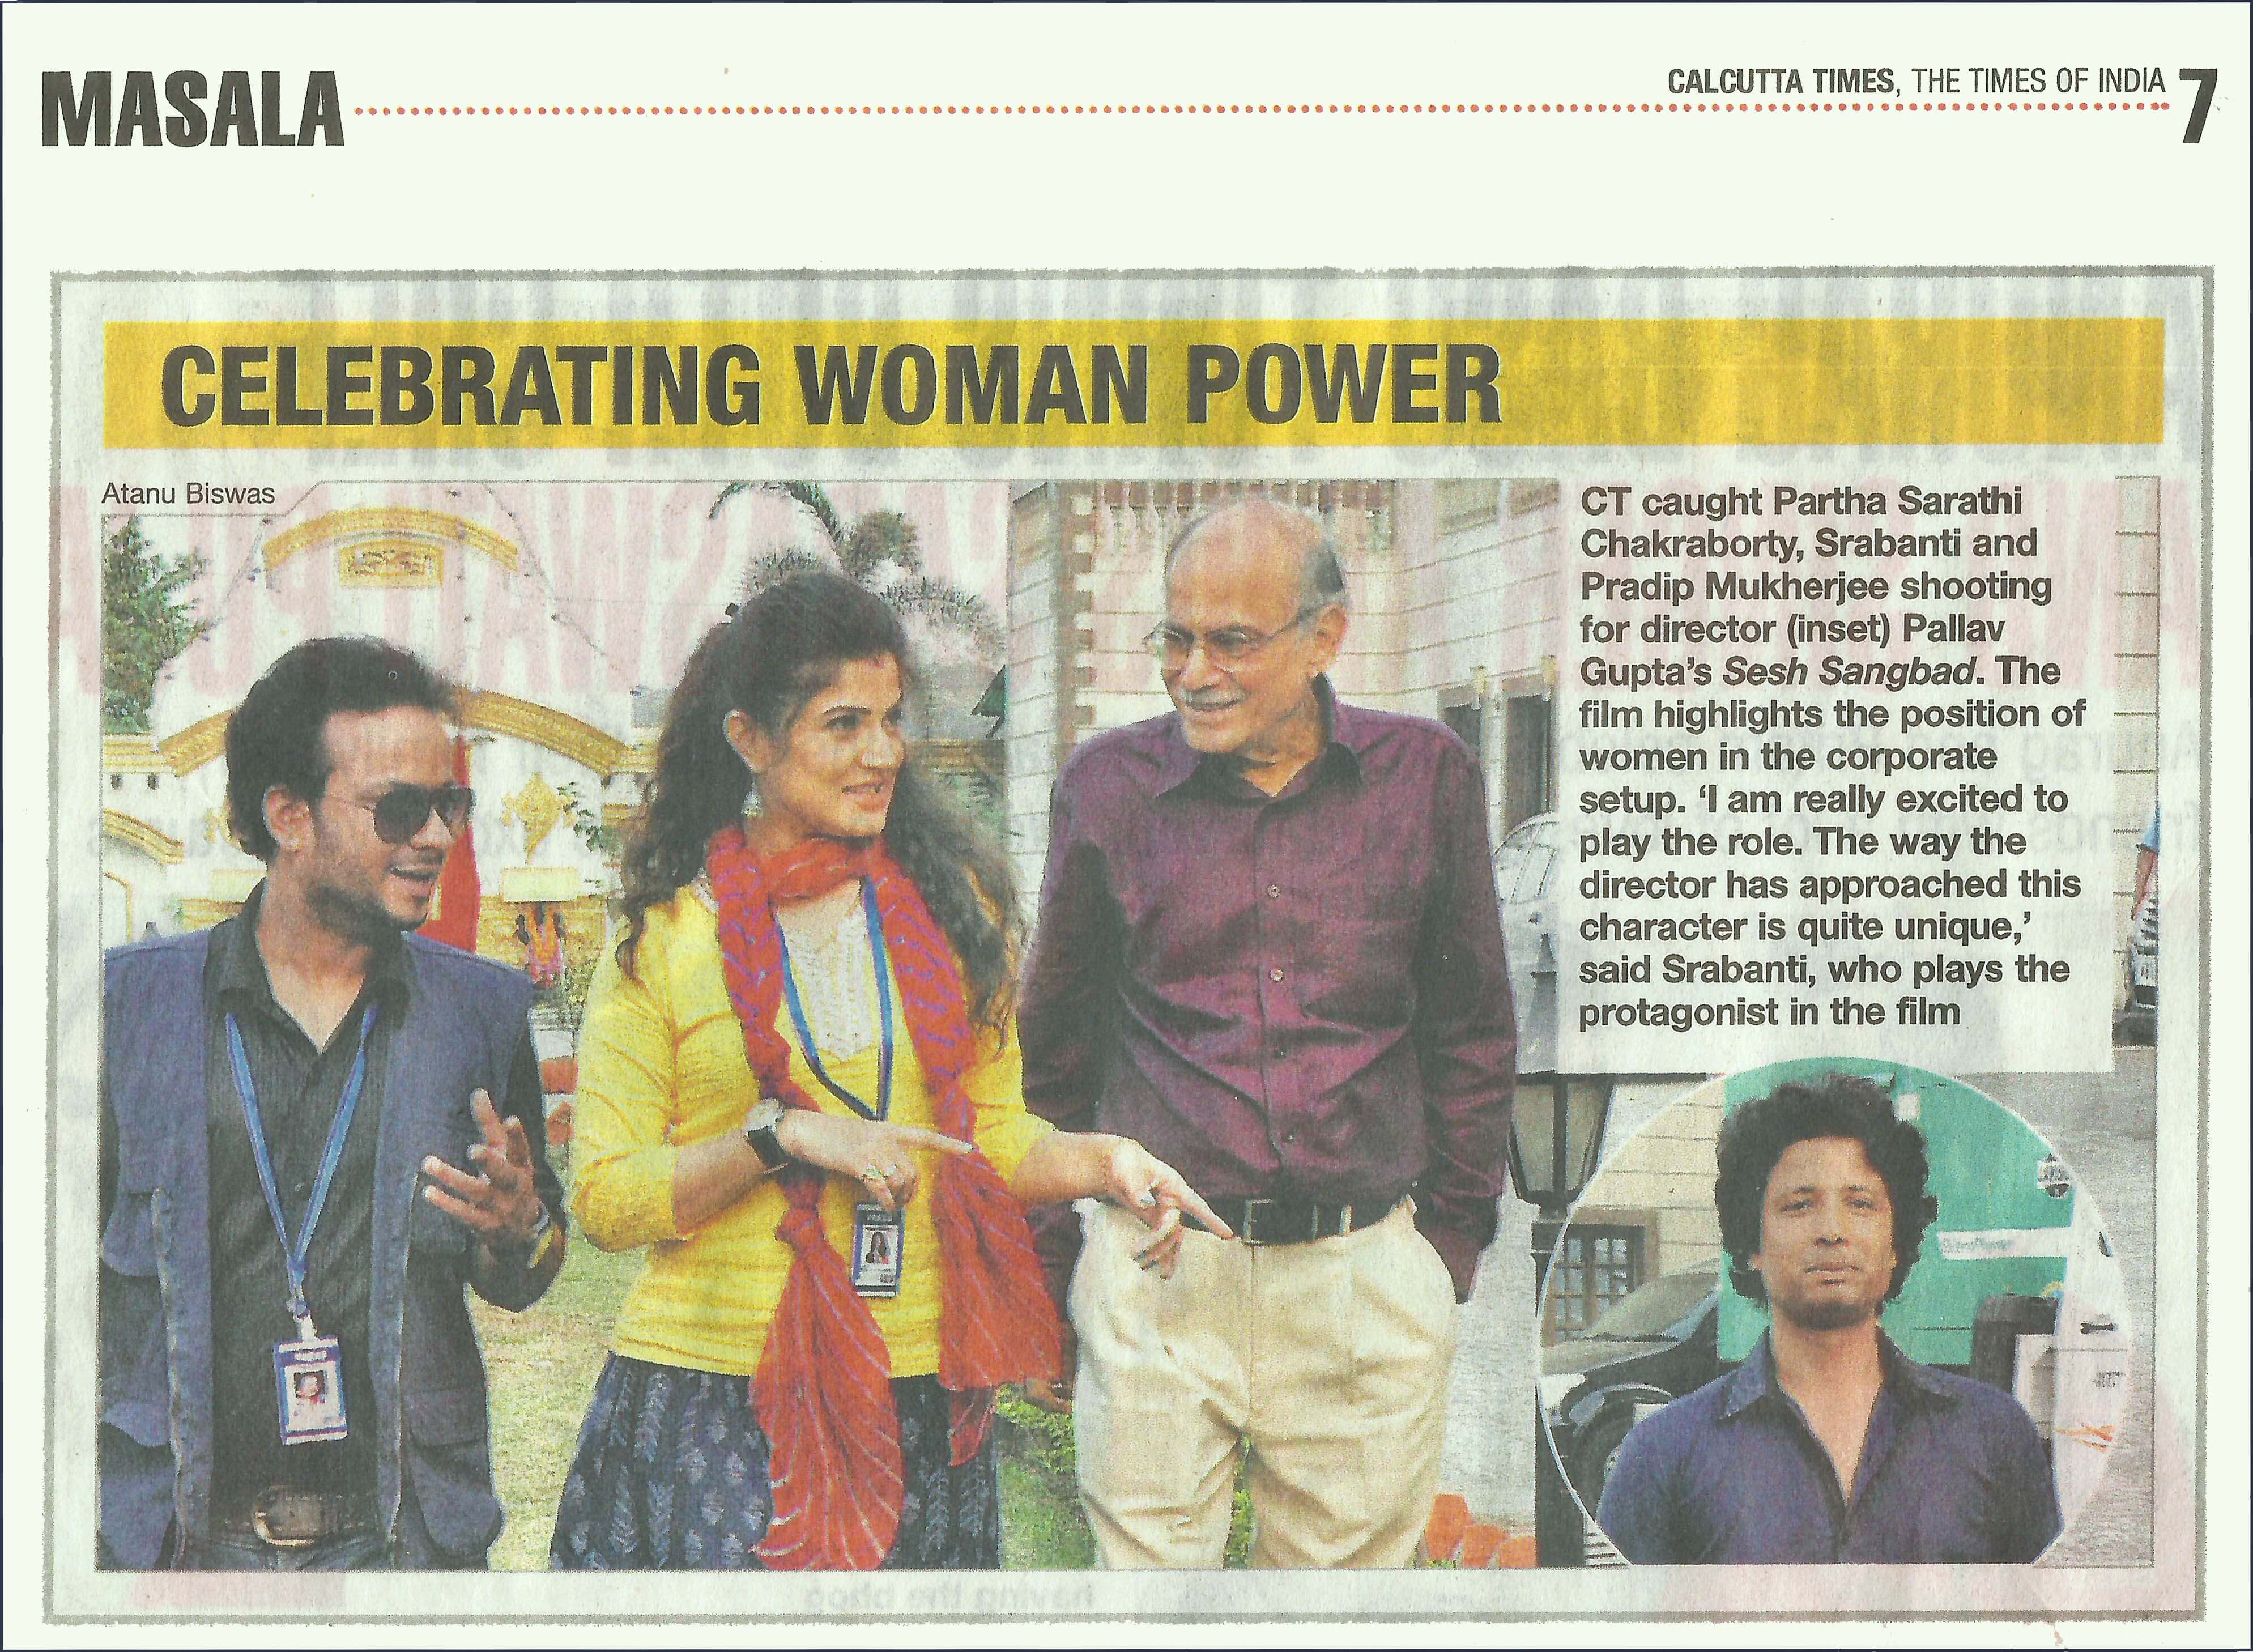 MASALA
CALCUTTA TIMES, THE TIMES OF INDIA 7
CELEBRATING WOMAN POWER
Atanu Biswas
CT caught Partha Sarathi
Chakraborty, Srabanti and
Pradip Mukherjee shooting
for director (inset) Pallav
Gupta's Sesh Sangbad. The
film highlights the position of
women in the corporate
setup. ‘I am really excited to
play the role. The way the
director has approached this
character is quite unique,’
said Srabanti, who plays the
protagonist in the film
having the bhog